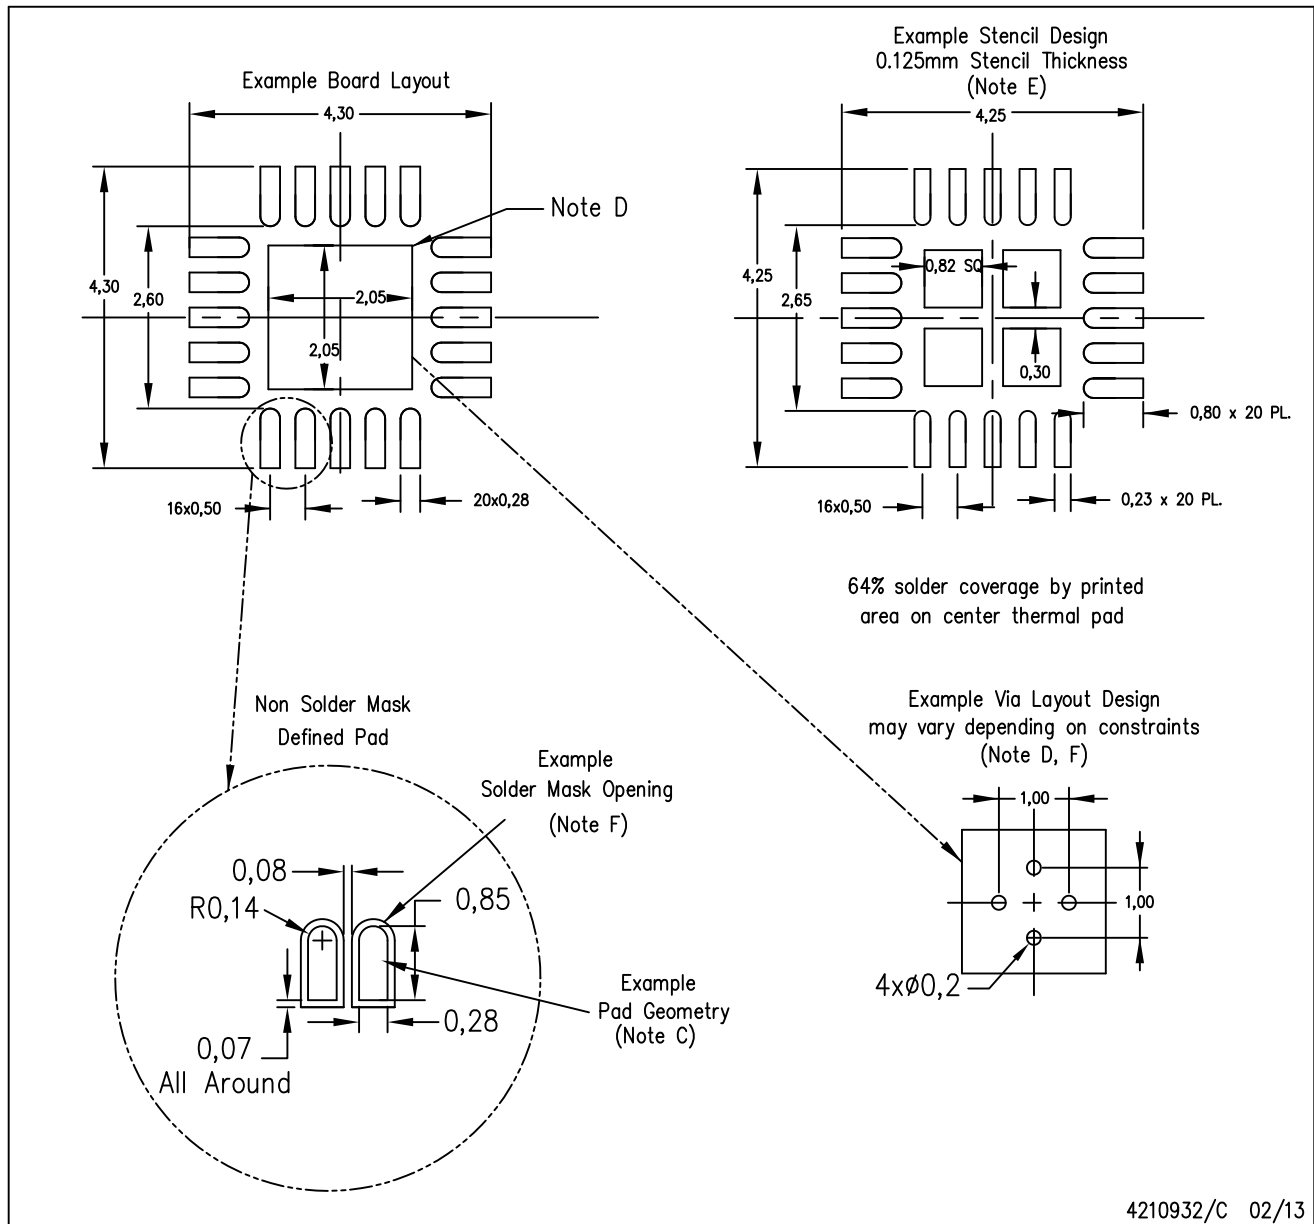 Example Board Layout
4,30
4,30
2,60
2,05
2,05
Note D
16x0,50
20x0,28
Example Stencil Design
0.125mm Stencil Thickness
(Note E)
4,25
4,25
2,65
0,82 SQ
0,30
0,80 x 20 PL.
16x0,50
0,23 x 20 PL.
64% solder coverage by printed
area on center thermal pad
Non Solder Mask
Defined Pad
Example
Solder Mask Opening
(Note F)
0,08
R0,14
0,85
0,28
0,07
All Around
Example
Pad Geometry
(Note C)
Example Via Layout Design
may vary depending on constraints
(Note D, F)
1,00
1,00
4xø0,2
4210932/C 02/13